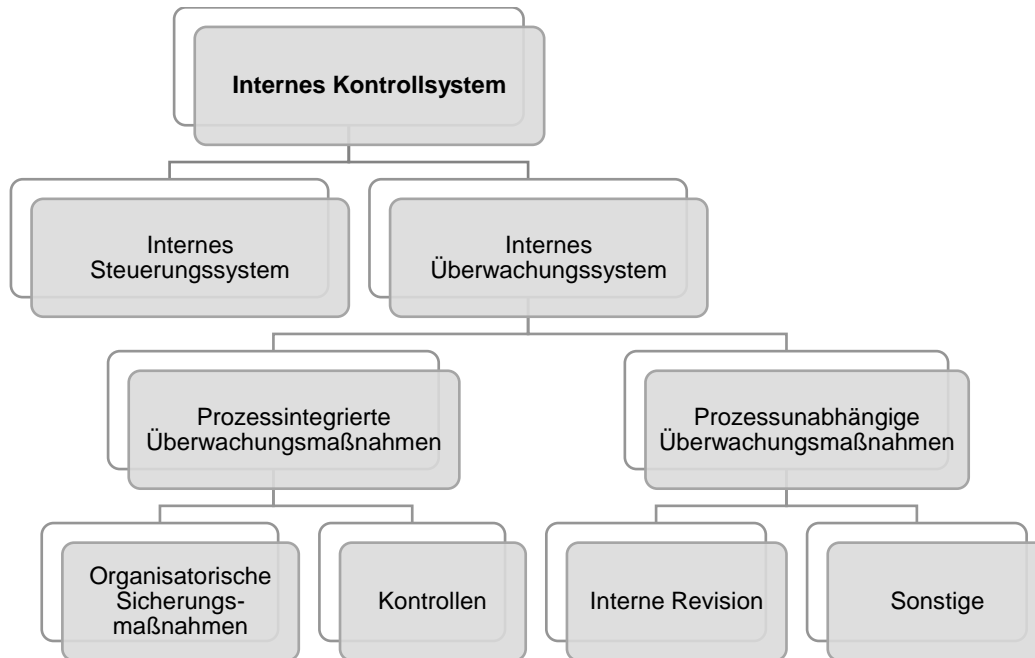 Internes Kontrollsystem
Internes
Steuerungssystem
Internes
Überwachungssystem
Prozessintegrierte
Überwachungsmaßnahmen
Prozessunabhängige
Überwachungsmaßnahmen
Organisatorische
Sicherungs-
maßnahmen
Kontrollen
Interne Revision
Sonstige